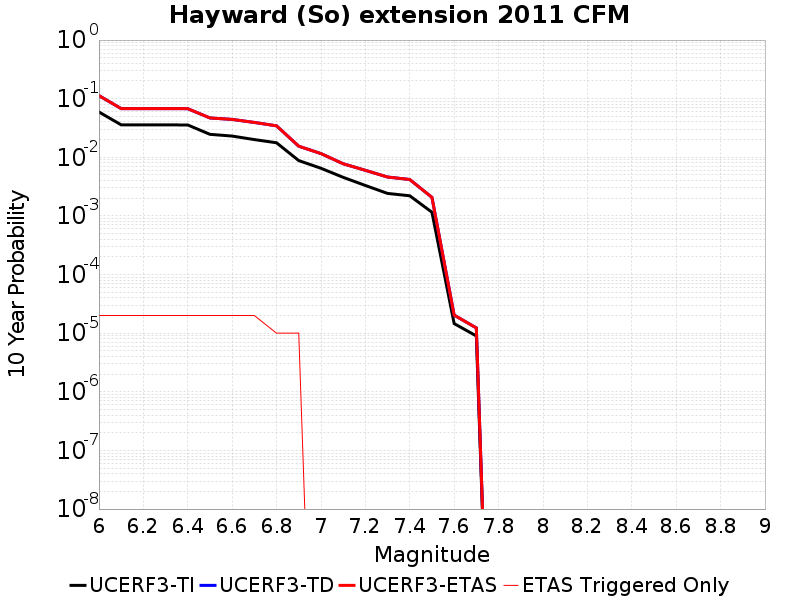 Hayward (So) extension 2011 CFM
10^0
10^-1
10^-2
10^-3
10^-4
10^-5
10^-6
10^-7
10^-8
10 Year Probability
6 6.2 6.4 6.6 6.8 7 7.2 7.4 7.6 7.8 8 8.2 8.4 8.6 8.8 9
Magnitude
UCERF3-TI UCERF3-TD UCERF3-ETAS ETAS Triggered Only